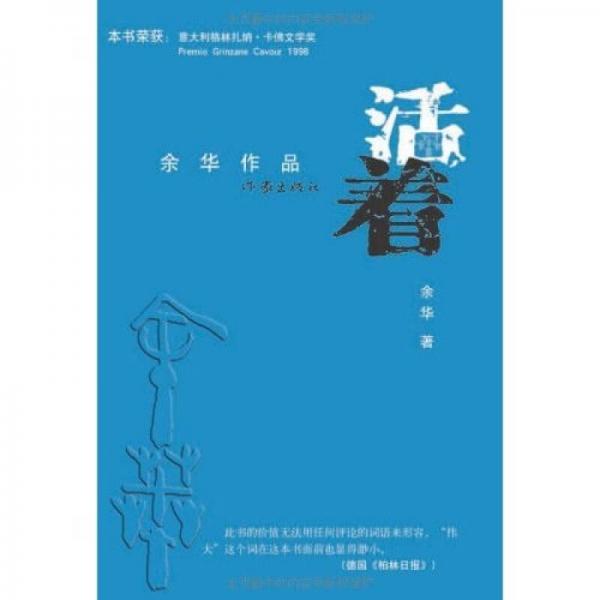 本书荣获：意大利格林扎纳·卡佛文学奖
Premio Grinzane Cavour 1998
活着
余华作品
作家出版社
余华 著
余华
此书的价值无法用任何评论的词语来形容，“伟
大”这个词在这本书面前也显得渺小。
（德国《柏林日报》）